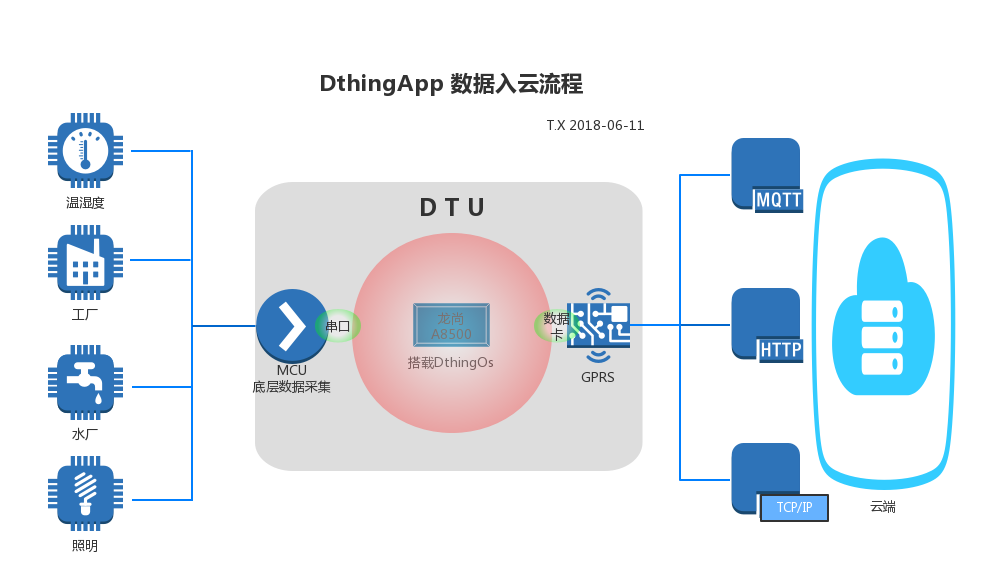 DthingApp 数据入云流程
T.X 2018-06-11
温湿度
工厂
水厂
照明
D T U
MCU
底层数据采集
串口
龙尚
A8500
搭载DthingOs
数据
卡
GPRS
MQTT
HTTP
TCP/IP
云端